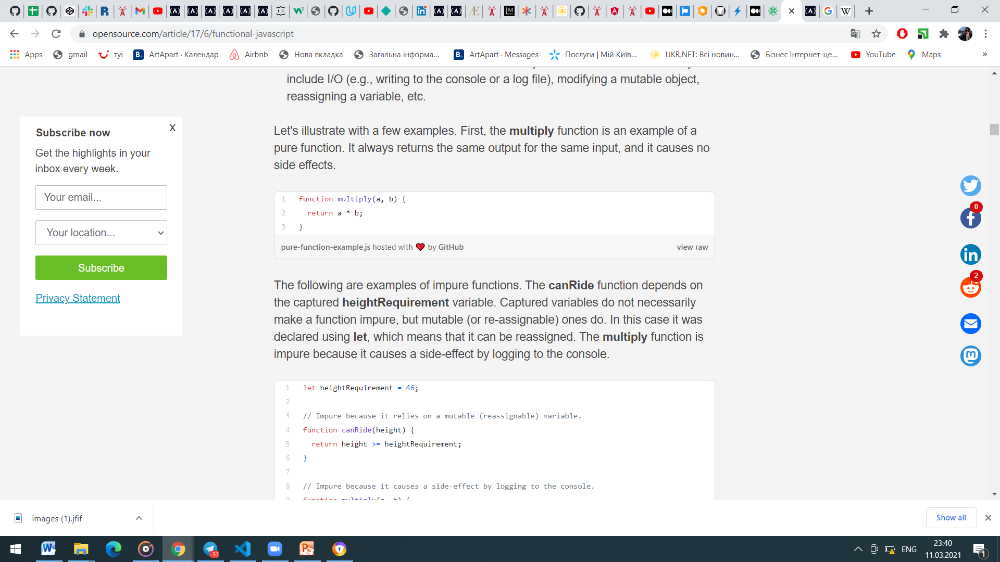 opensource.com/article/17/6/functional-javascript
Apps gmail туі ArtApart · Календар Airbnb Нова вкладка Загальна інформа... ArtApart · Messages Послуги | Мій Київ... UKR.NET: Всі новин... Бізнес Інтернет-це... YouTube Maps »
include I/O (e.g., writing to the console or a log file), modifying a mutable object,
reassigning a variable, etc.
Subscribe now X
Get the highlights in your
inbox every week.
Your email...
Your location...
Subscribe
Privacy Statement
Let's illustrate with a few examples. First, the multiply function is an example of a
pure function. It always returns the same output for the same input, and it causes no
side effects.
1 function multiply(a, b) {
2 return a * b;
3 }
pure-function-example.js hosted with ❤ by GitHub view raw
The following are examples of impure functions. The canRide function depends on
the captured heightRequirement variable. Captured variables do not necessarily
make a function impure, but mutable (or re-assignable) ones do. In this case it was
declared using let, which means that it can be reassigned. The multiply function is
impure because it causes a side-effect by logging to the console.
1 let heightRequirement = 46;
2
3 // Impure because it relies on a mutable (reassignable) variable.
4 function canRide(height) {
5 return height >= heightRequirement;
6 }
7
8 // Impure because it causes a side-effect by logging to the console.
9 function multiply(a, b) {
0
2
images (1).jfif
Show all
..57
ENG
23:40
11.03.2021
1